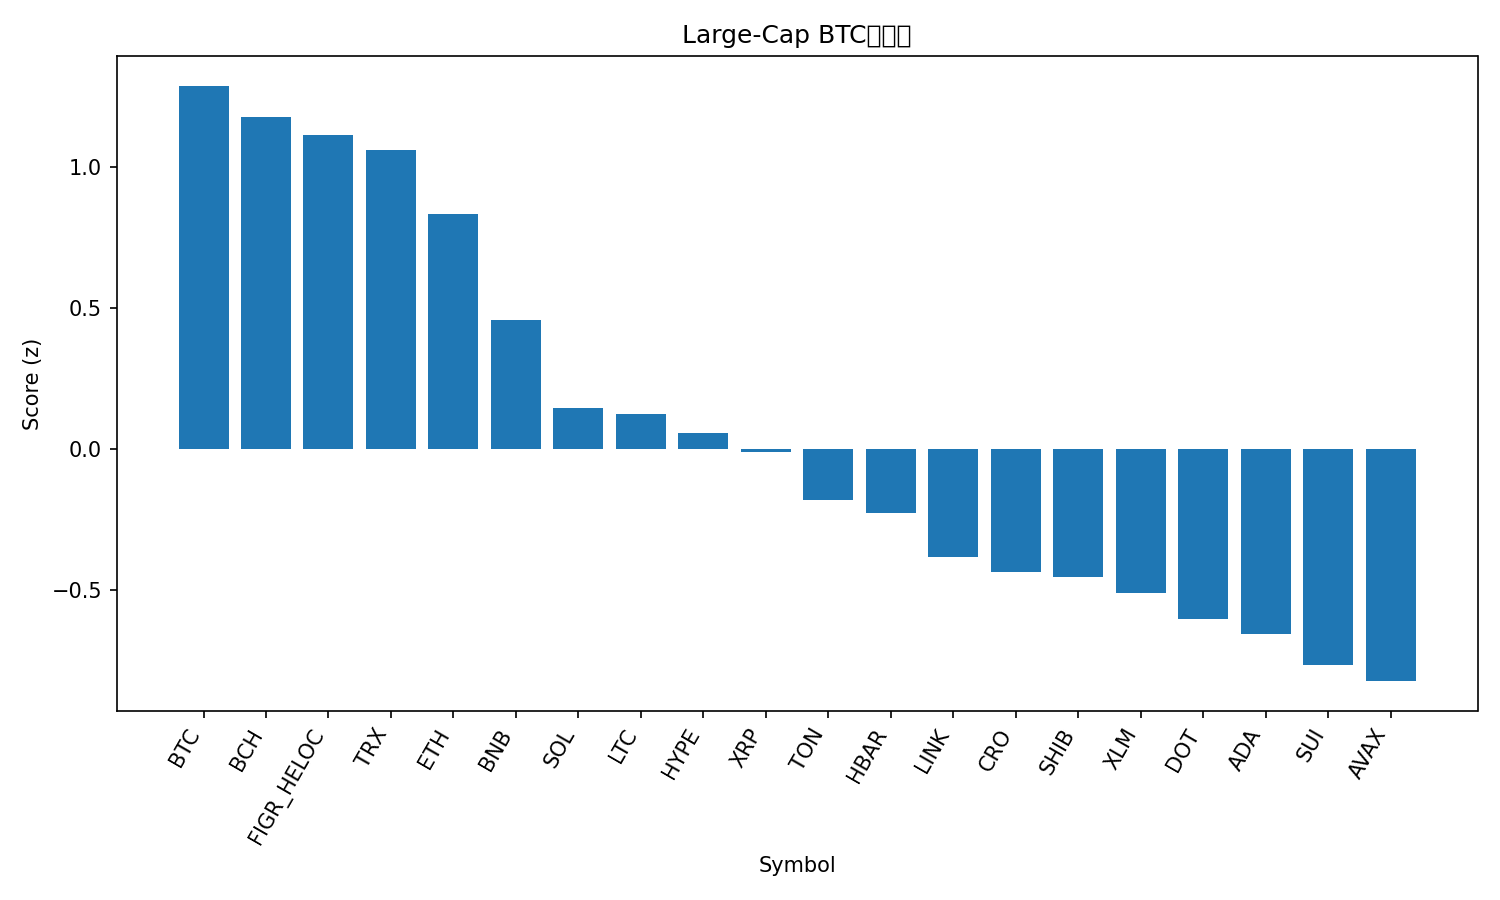 Large-Cap BTC
1.0
0.5
0.0
−0.5
Score (z)
BTC
BCH
FIGR_HELOC
TRX
ETH
BNB
SOL
LTC
HYPE
XRP
TON
HBAR
LINK
CRO
SHIB
XLM
DOT
ADA
SUI
AVAX
Symbol